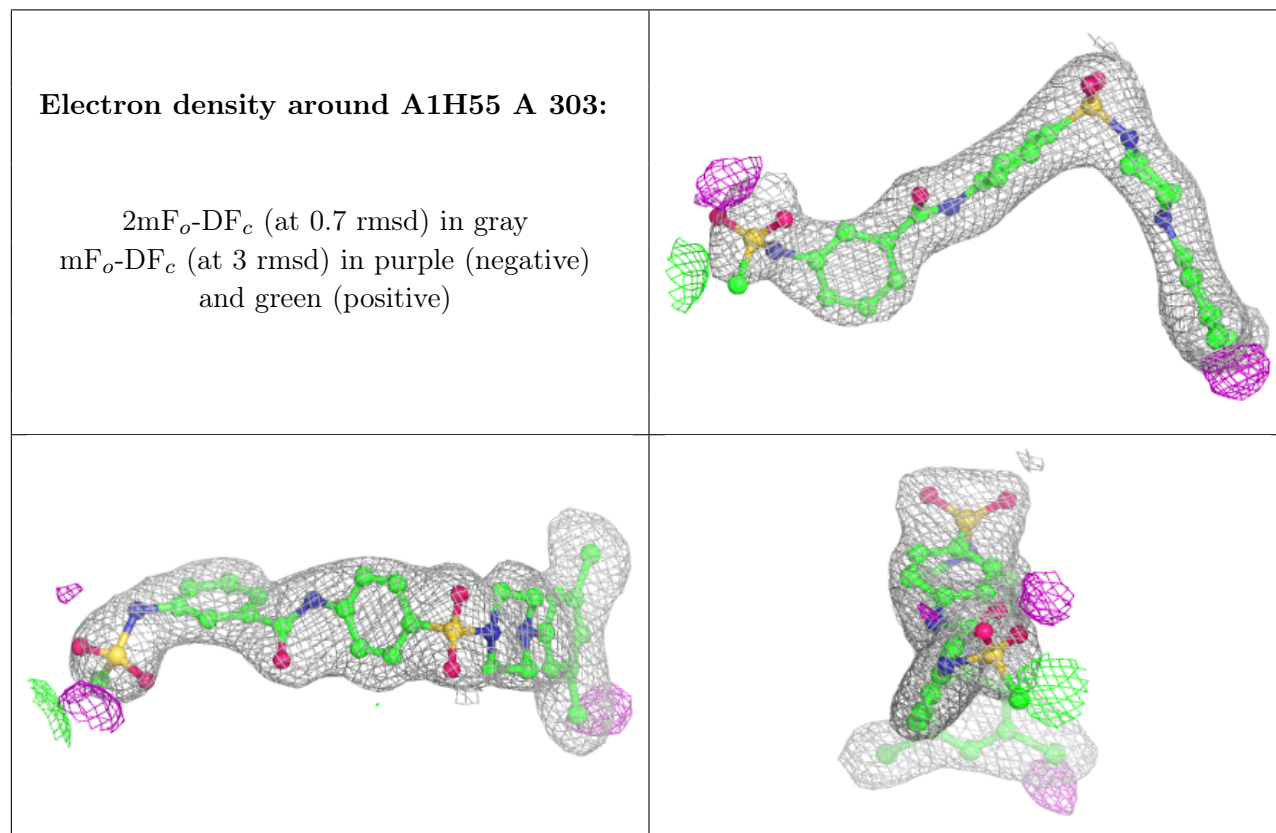 Electron density around A1H55 A 303:
2mFo-DFc (at 0.7 rmsd) in gray
mFo-DFc (at 3 rmsd) in purple (negative)
and green (positive)